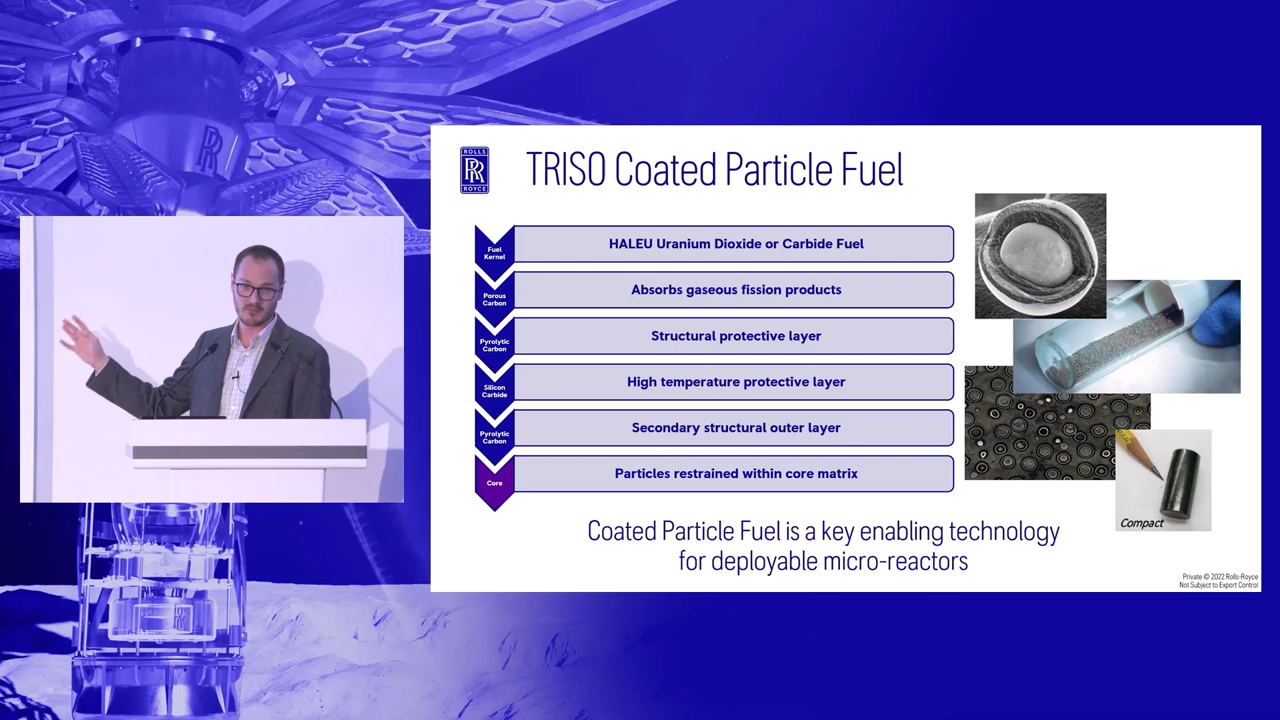 ROLLS
RR
ROYCE
TRISO Coated Particle Fuel
Fuel
Kernel
HALEU Uranium Dioxide or Carbide Fuel
Porous
Carbon
Absorbs gaseous fission products
Pyrolytic
Carbon
Structural protective layer
Silicon
Carbide
High temperature protective layer
Pyrolytic
Carbon
Secondary structural outer layer
Core
Particles restrained within core matrix
Compact
Coated Particle Fuel is a key enabling technology
for deployable micro-reactors
Private © 2022 Rolls-Royce
Not Subject to Export Control
RR
RR